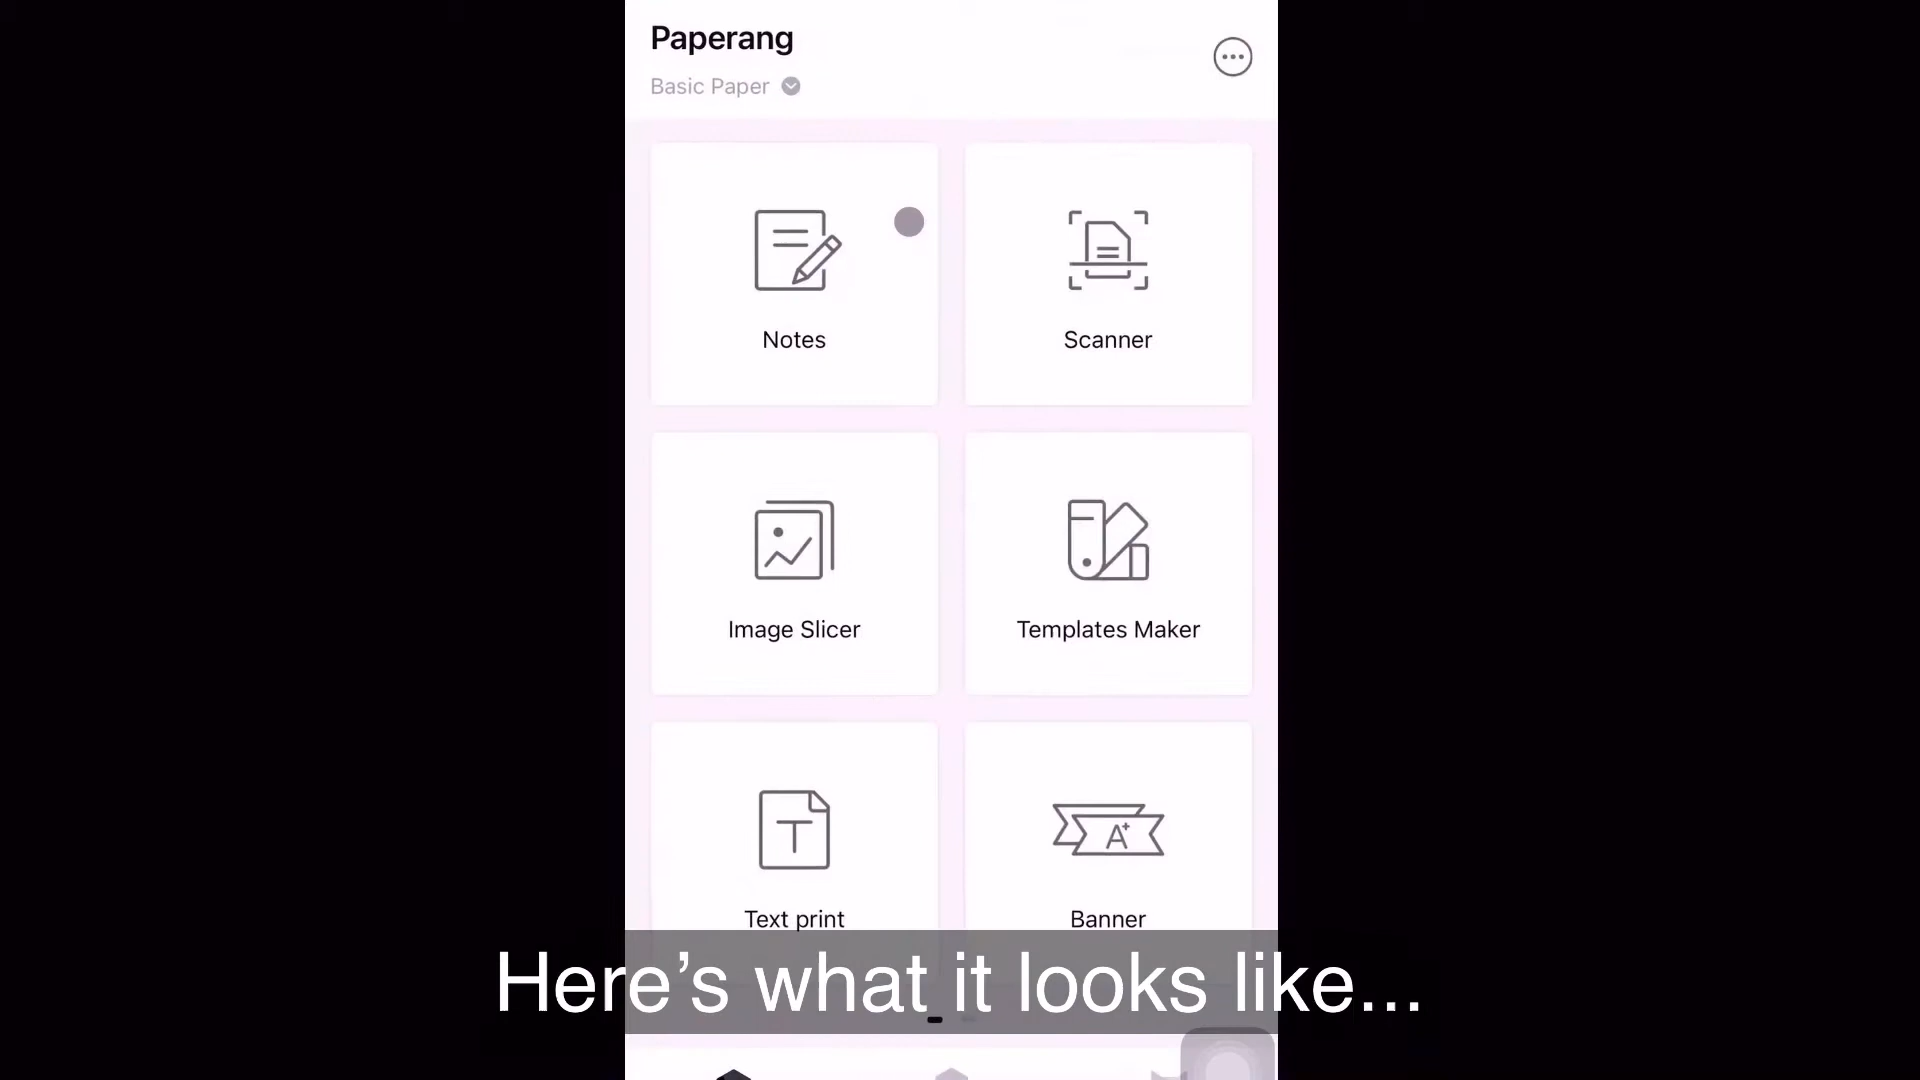 Paperang
Basic Paper
Notes
Scanner
Image Slicer
Templates Maker
T
A+
Text print
Banner
Here’s what it looks like...